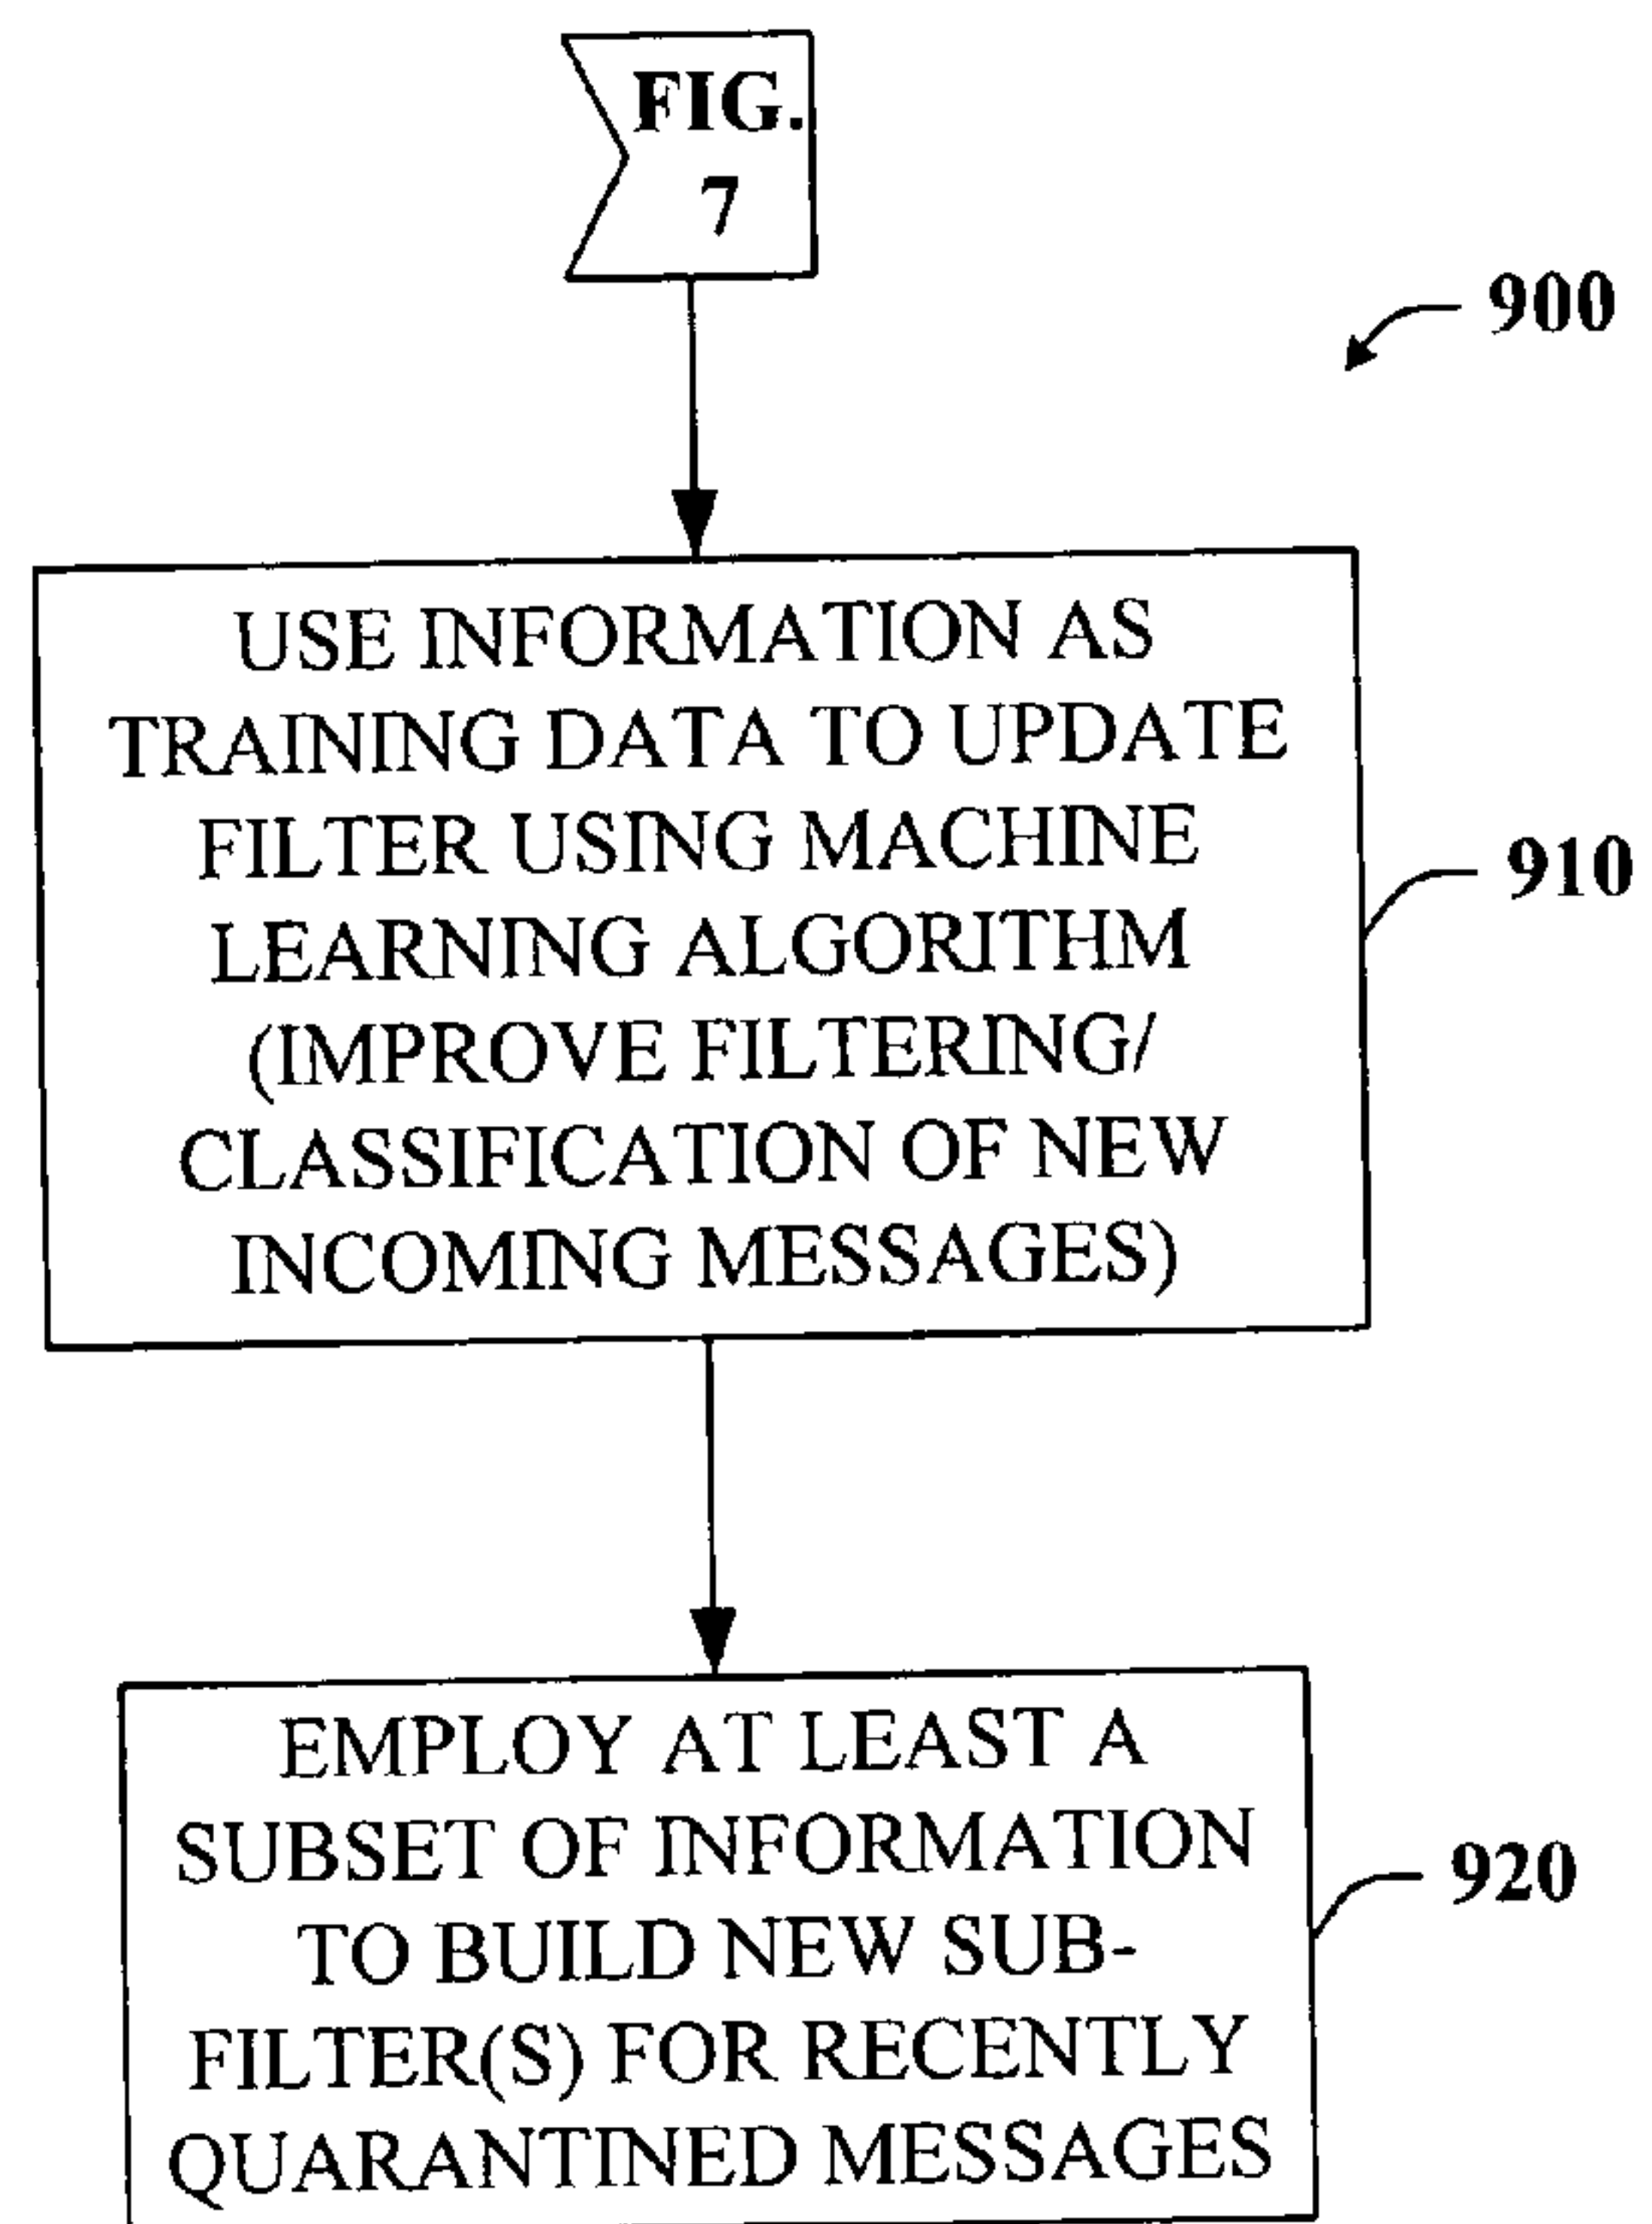 FIG.
7
900
USE INFORMATION AS
TRAINING DATA TO UPDATE
FILTER USING MACHINE
LEARNING ALGORITHM
(IMPROVE FILTERING/
CLASSIFICATION OF NEW
INCOMING MESSAGES)
910
EMPLOY AT LEAST A
SUBSET OF INFORMATION
TO BUILD NEW SUB-
FILTER(S) FOR RECENTLY
QUARANTINED MESSAGES
920